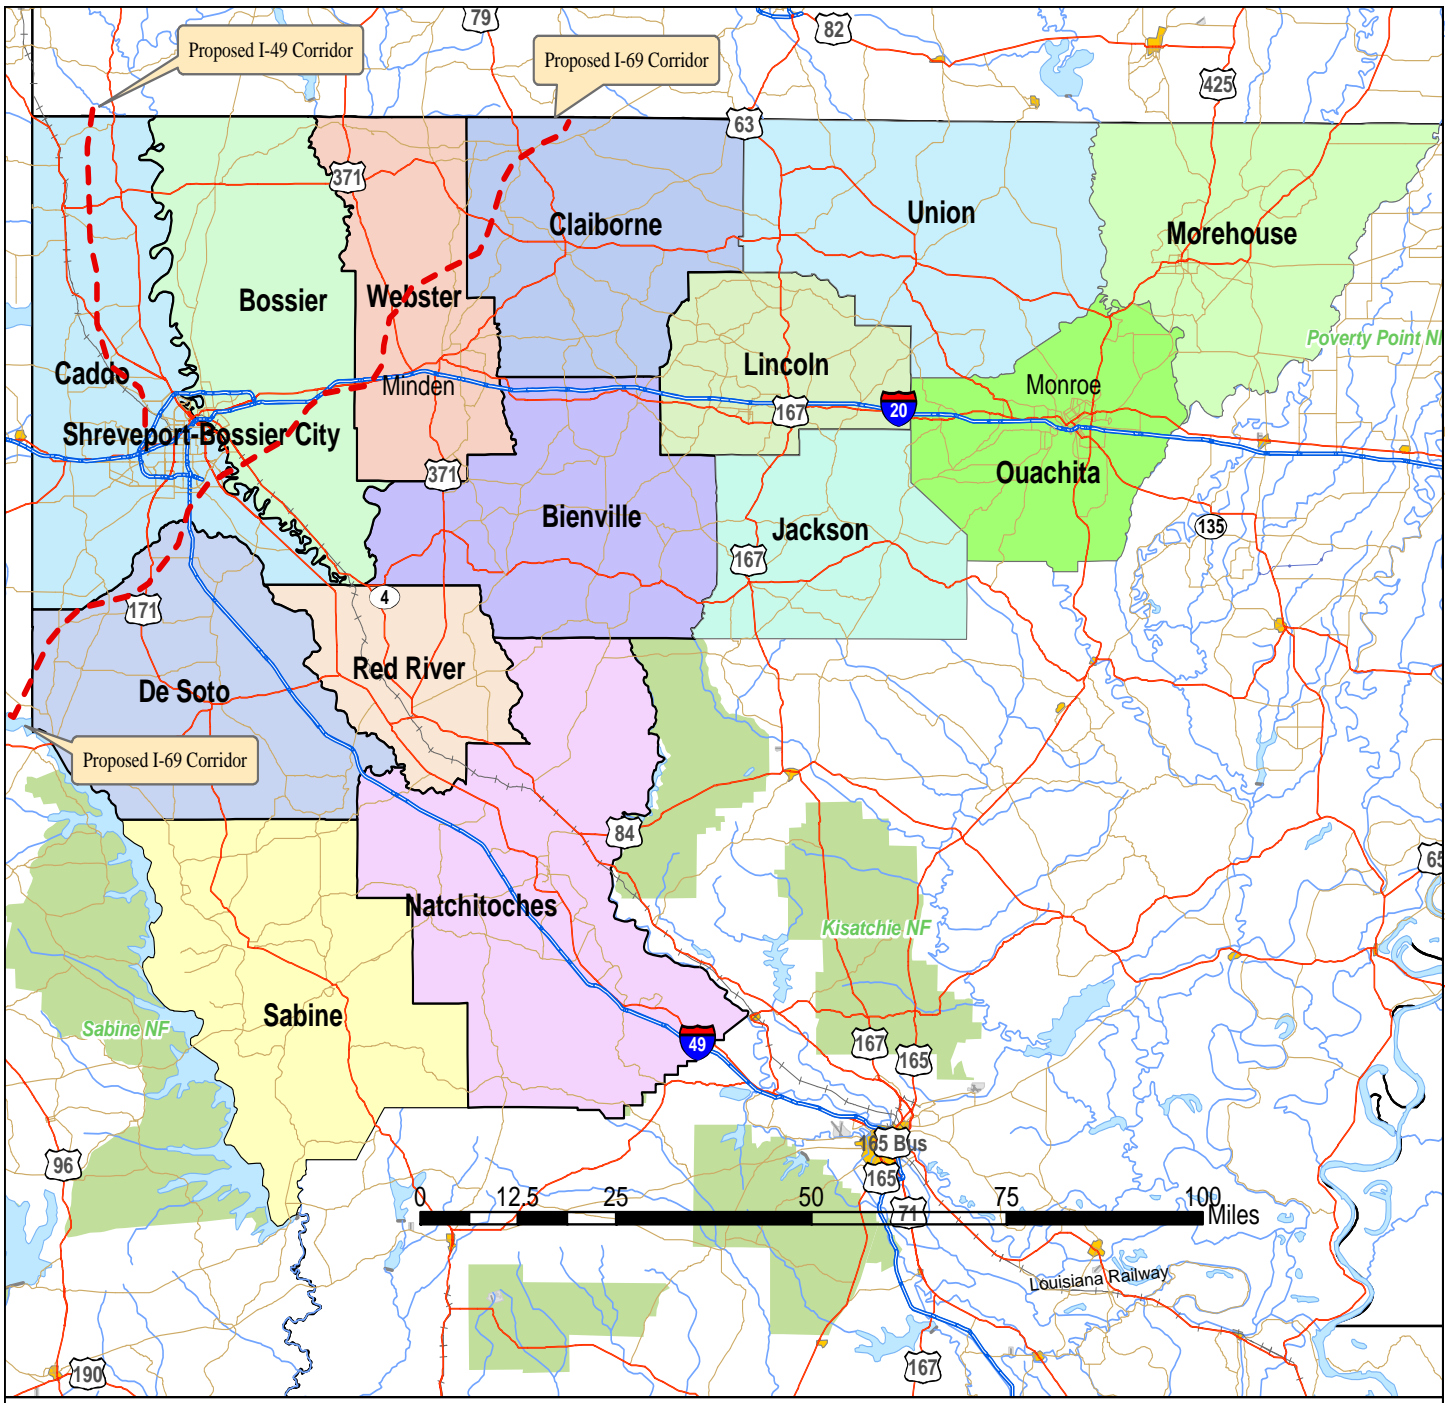 79
82
Proposed I-49 Corridor
Proposed I-69 Corridor
425
63
371
Claiborne
Union
Morehouse
Bossier
Webster
Poverty Point N
Caddo
Lincoln
Minden
Monroe
167
20
Shreveport-Bossier City
371
Ouachita
Bienville
Jackson
135
167
4
171
Red River
De Soto
Proposed I-69 Corridor
84
65
Natchitoches
Kisatchie NF
Sabine
Sabine NF
49
167
165
165 Bus
96
165
0 12.5 25 50 75 100
71
Miles
Louisiana Railway
190
167